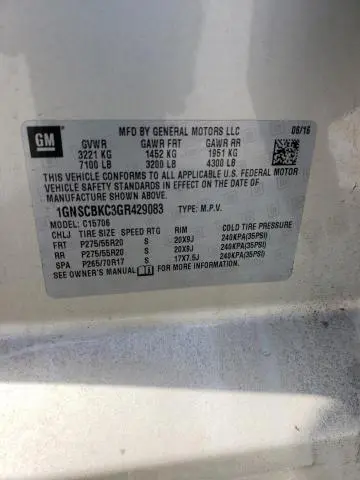 GM
MFD BY GENERAL MOTORS LLC 06/16
GVWR GAWR FRT GAWR RR
3221 KG 1452 KG 1951 KG
7100 LB 3200 LB 4300 LB
THIS VEHICLE CONFORMS TO ALL APPLICABLE U.S. FEDERAL MOTOR
VEHICLE SAFETY AND THEFT PREVENTION STANDARDS IN EFFECT ON THE DATE OF
MANUFACTURE SHOWN ABOVE.
1GNSCBKC3GR429083 TYPE: M.P.V.
MODEL: C15706
CHLJ TIRE SIZE SPEED RTG RIM COLD TIRE PRESSURE
FRT P275/55R20 S 20X9J 240KPA(35PSI)
RR P275/55R20 S 20X9J 240KPA(35PSI)
SPA P265/70R17 S 17X7.5J 240KPA(35PSI)
SEE OWNER'S MANUAL FOR MORE INFORMATION.